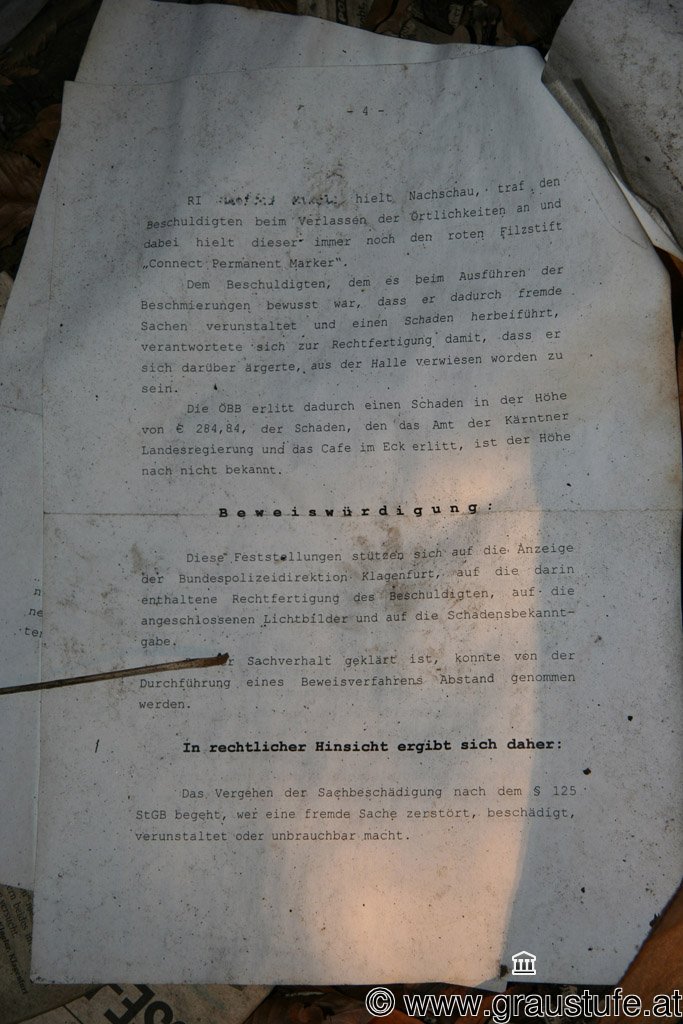 - 4 -
RI hielt Nachschau, traf den
Beschuldigten beim Verlassen der Örtlichkeiten an und
dabei hielt dieser immer noch den roten Filzstift
„Connect Permanent Marker".
Dem Beschuldigten, dem es beim Ausführen der
Beschmierungen bewusst war, dass er dadurch fremde
Sachen verunstaltet und einen Schaden herbeiführt,
verantwortete sich zur Rechtfertigung damit, dass er
sich darüber ärgerte, aus der Halle verwiesen worden zu
sein.
Die ÖBB erlitt dadurch einen Schaden in der Höhe
von € 284,84, der Schaden, den das Amt der Kärntner
Landesregierung und das Cafe im Eck erlitt, ist der Höhe
nach nicht bekannt.
Beweiswürdigung:
Diese Feststellungen stützen sich auf die Anzeige
der Bundespolizeidirektion Klagenfurt, auf die darin
enthaltene Rechtfertigung des Beschuldigten, auf die
angeschlossenen Lichtbilder und auf die Schadensbekannt-
gabe.
Sachverhalt geklärt ist, konnte von der
Durchführung eines Beweisverfahrens Abstand genommen
werden.
In rechtlicher Hinsicht ergibt sich daher:
Das Vergehen der Sachbeschädigung nach dem § 125
StGB begeht, wer eine fremde Sache zerstört, beschädigt,
verunstaltet oder unbrauchbar macht.
© www.graustufe.at